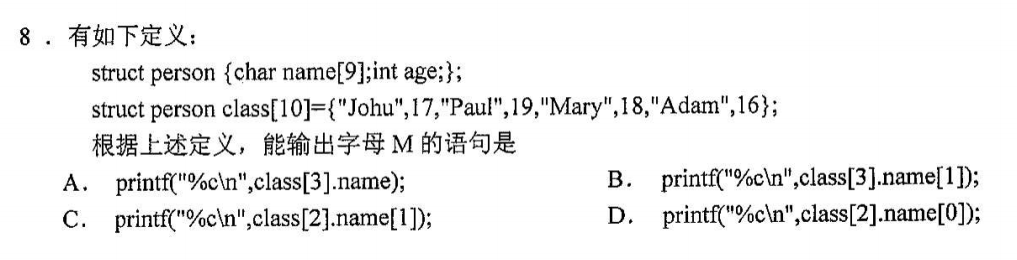 8 . 有如下定义：
struct person {char name[9];int age;};
struct person class[10]={"Johu",17,"Paul",19,"Mary",18,"Adam",16};
根据上述定义，能输出字母 M 的语句是
A. printf("%c\n",class[3].name); B. printf("%c\n",class[3].name[1]);
C. printf("%c\n",class[2].name[1]); D. printf("%c\n",class[2].name[0]);